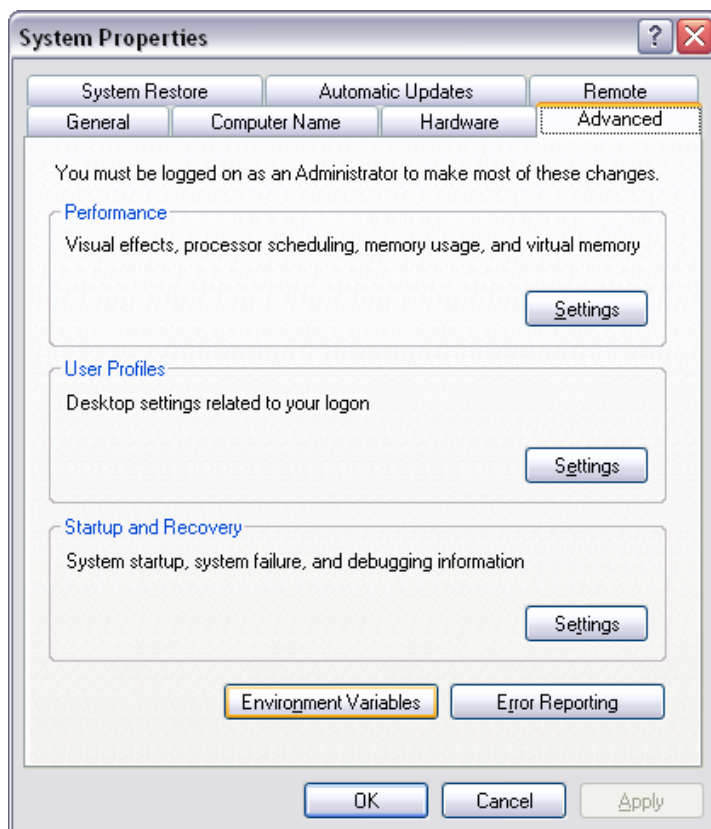 System Properties
?
System Restore Automatic Updates Remote
General Computer Name Hardware Advanced
You must be logged on as an Administrator to make most of these changes.
Performance
Visual effects, processor scheduling, memory usage, and virtual memory
Settings
User Profiles
Desktop settings related to your logon
Settings
Startup and Recovery
System startup, system failure, and debugging information
Settings
Environment Variables Error Reporting
OK Cancel Apply